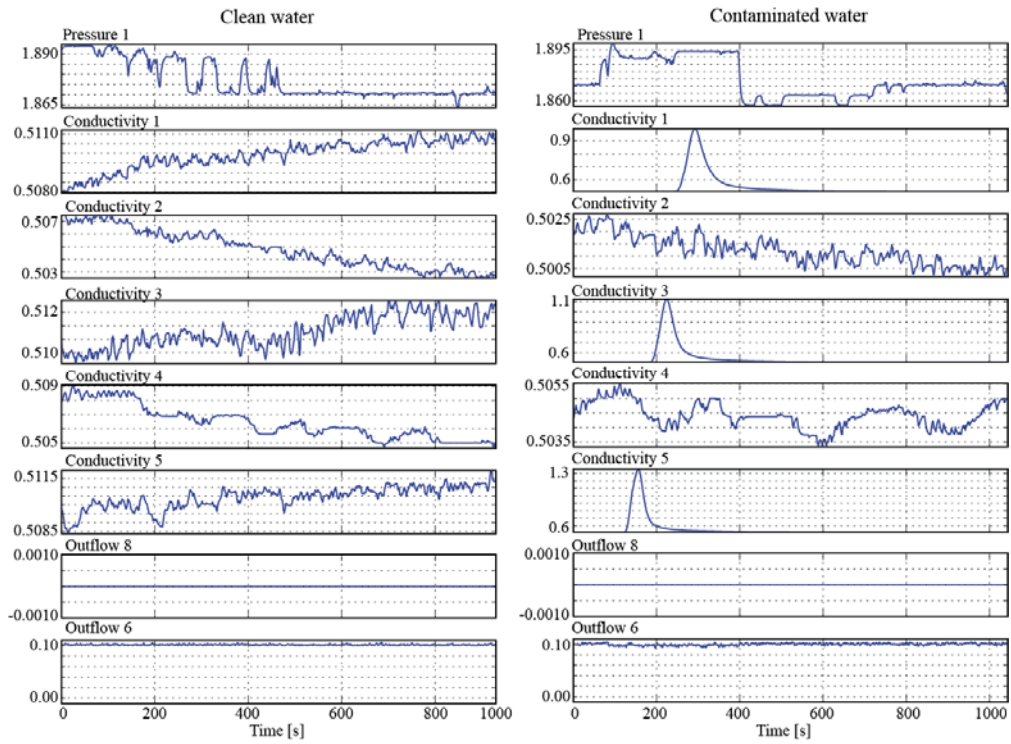 Clean water
Pressure 1
1.890
1.865
Conductivity 1
0.5110
0.5080
Conductivity 2
0.507
0.503
Conductivity 3
0.512
0.510
Conductivity 4
0.509
0.505
Conductivity 5
0.5115
0.5085
Outflow 8
0.0010
-0.0010
Outflow 6
0.10
0.00
0 200 400 600 800 1000
Time [s]
Contaminated water
Pressure 1
1.895
1.860
Conductivity 1
0.9
0.6
Conductivity 2
0.5025
0.5005
Conductivity 3
1.1
0.6
Conductivity 4
0.5055
0.5035
Conductivity 5
1.3
0.6
Outflow 8
0.0010
-0.0010
Outflow 6
0.10
0.00
0 200 400 600 800 1000
Time [s]